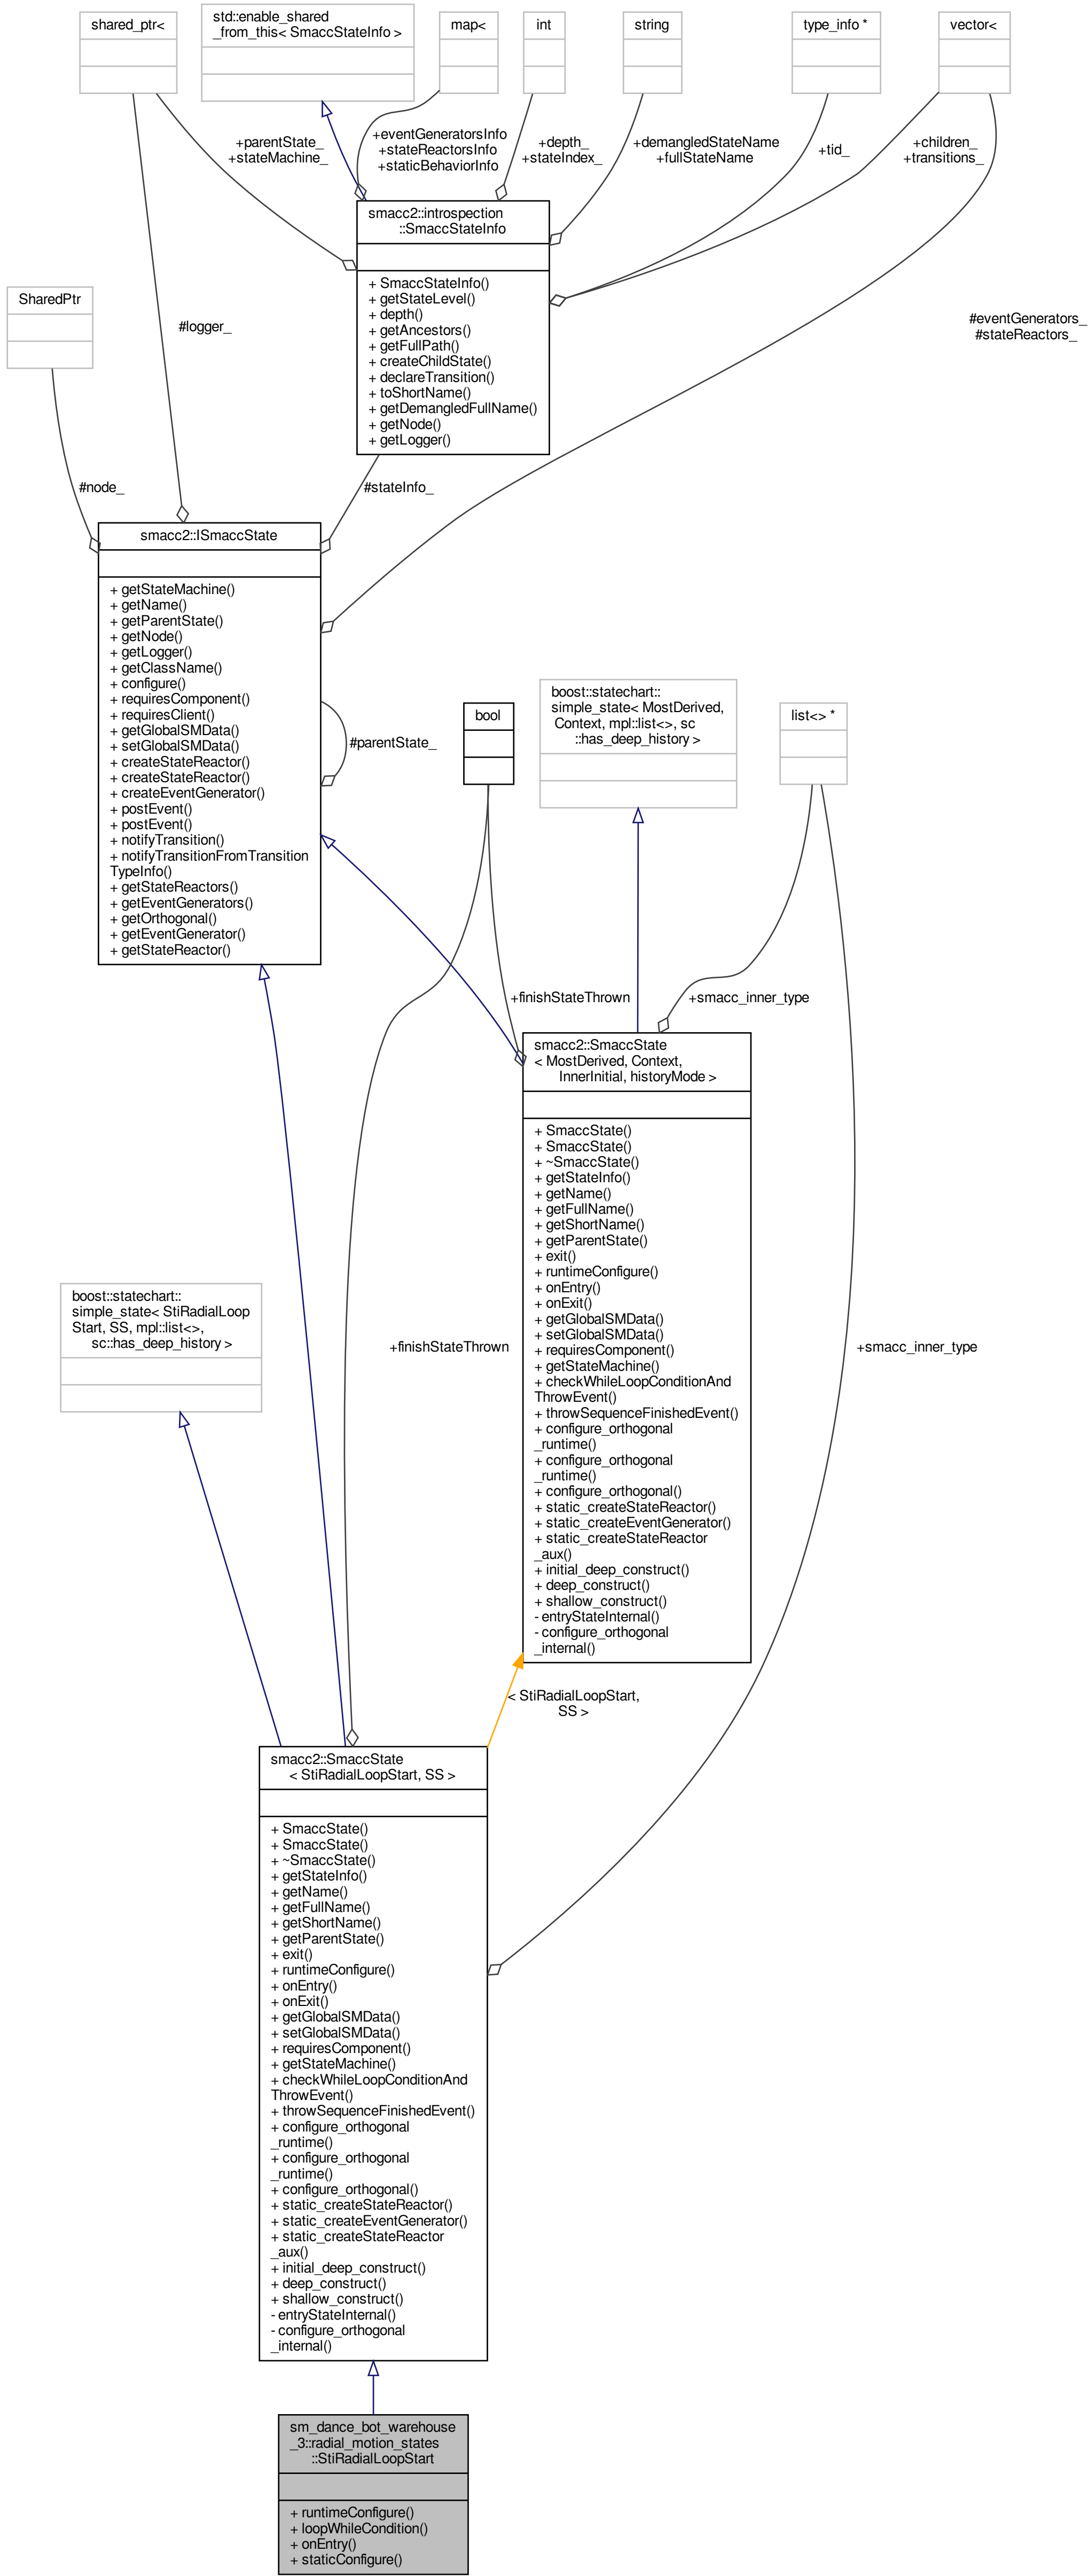 shared_ptr<
std::enable_shared
_from_this< SmaccStateInfo >
map<
int
string
type_info *
vector<
+parentState_
+stateMachine_
+eventGeneratorsInfo
+stateReactorsInfo
+staticBehaviorInfo
+depth_
+stateIndex_
+demangledStateName
+fullStateName
+tid_
+children_
+transitions_
smacc2::introspection
::SmaccStateInfo
+ SmaccStateInfo()
+ getStateLevel()
+ depth()
+ getAncestors()
+ getFullPath()
+ createChildState()
+ declareTransition()
+ toShortName()
+ getDemangledFullName()
+ getNode()
+ getLogger()
SharedPtr
#logger_
#eventGenerators_
#stateReactors_
#node_
#stateInfo_
smacc2::ISmaccState
+ getStateMachine()
+ getName()
+ getParentState()
+ getNode()
+ getLogger()
+ getClassName()
+ configure()
+ requiresComponent()
+ requiresClient()
+ getGlobalSMData()
+ setGlobalSMData()
+ createStateReactor()
+ createStateReactor()
+ createEventGenerator()
+ postEvent()
+ postEvent()
+ notifyTransition()
+ notifyTransitionFromTransition
TypeInfo()
+ getStateReactors()
+ getEventGenerators()
+ getOrthogonal()
+ getEventGenerator()
+ getStateReactor()
#parentState_
bool
boost::statechart::
simple_state< MostDerived,
Context, mpl::list<>, sc
::has_deep_history >
list<> *
+finishStateThrown
+smacc_inner_type
smacc2::SmaccState
< MostDerived, Context,
InnerInitial, historyMode >
+ SmaccState()
+ SmaccState()
+ ~SmaccState()
+ getStateInfo()
+ getName()
+ getFullName()
+ getShortName()
+ getParentState()
+ exit()
+ runtimeConfigure()
+ onEntry()
+ onExit()
+ getGlobalSMData()
+ setGlobalSMData()
+ requiresComponent()
+ getStateMachine()
+ checkWhileLoopConditionAnd
ThrowEvent()
+ throwSequenceFinishedEvent()
+ configure_orthogonal
_runtime()
+ configure_orthogonal
_runtime()
+ configure_orthogonal()
+ static_createStateReactor()
+ static_createEventGenerator()
+ static_createStateReactor
_aux()
+ initial_deep_construct()
+ deep_construct()
+ shallow_construct()
- entryStateInternal()
- configure_orthogonal
_internal()
boost::statechart::
simple_state< StiRadialLoop
Start, SS, mpl::list<>,
sc::has_deep_history >
+finishStateThrown
+smacc_inner_type
< StiRadialLoopStart,
SS >
smacc2::SmaccState
< StiRadialLoopStart, SS >
+ SmaccState()
+ SmaccState()
+ ~SmaccState()
+ getStateInfo()
+ getName()
+ getFullName()
+ getShortName()
+ getParentState()
+ exit()
+ runtimeConfigure()
+ onEntry()
+ onExit()
+ getGlobalSMData()
+ setGlobalSMData()
+ requiresComponent()
+ getStateMachine()
+ checkWhileLoopConditionAnd
ThrowEvent()
+ throwSequenceFinishedEvent()
+ configure_orthogonal
_runtime()
+ configure_orthogonal
_runtime()
+ configure_orthogonal()
+ static_createStateReactor()
+ static_createEventGenerator()
+ static_createStateReactor
_aux()
+ initial_deep_construct()
+ deep_construct()
+ shallow_construct()
- entryStateInternal()
- configure_orthogonal
_internal()
sm_dance_bot_warehouse
_3::radial_motion_states
::StiRadialLoopStart
+ runtimeConfigure()
+ loopWhileCondition()
+ onEntry()
+ staticConfigure()